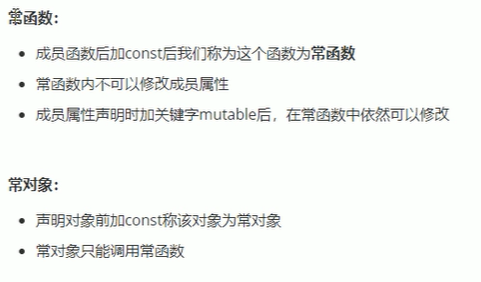 常函数：
成员函数后加const后我们称为这个函数为常函数
常函数内不可以修改成员属性
成员属性声明时加关键字mutable后，在常函数中依然可以修改
常对象：
声明对象前加const称该对象为常对象
常对象只能调用常函数